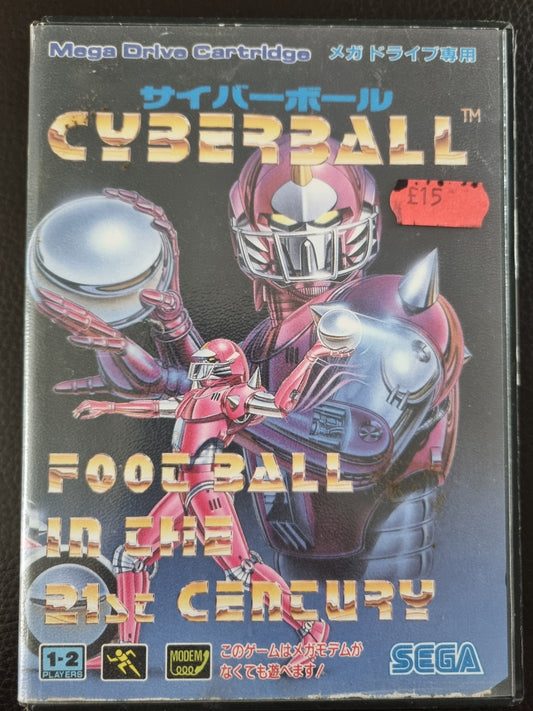 Mega Drive Cartridge メガドライブ専用
サイバーボール
CYBERBALL™
£15
FOOTBALL
IN THE
21st CENTURY
1-2
PLAYERS
MODEM
このゲームはメガモデムが
なくても遊べます!
SEGA